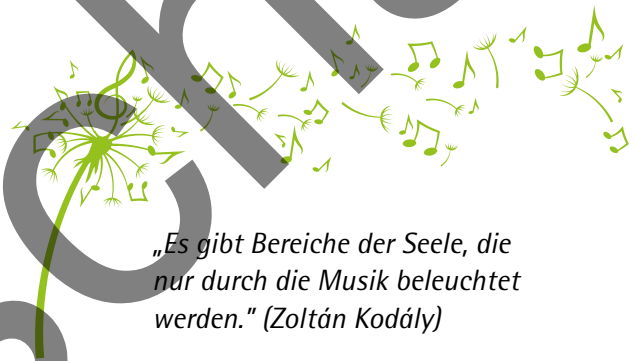 „Es gibt Bereiche der Seele, die
nur durch die Musik beleuchtet
werden." (Zoltán Kodály)